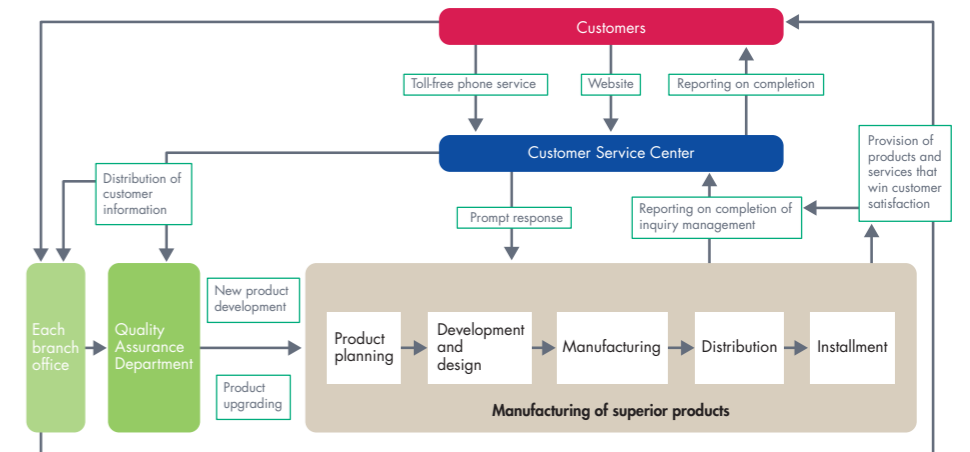 Customers
Toll-free phone service
Website
Reporting on completion
Customer Service Center
Provision of
products and
services that
win customer
satisfaction
Distribution of
customer
information
Prompt response
Reporting on completion of
inquiry management
Each
branch
office
Quality
Assurance
Department
New product
development
Product
upgrading
Product
planning
Development
and
design
Manufacturing
Distribution
Installment
Manufacturing of superior products